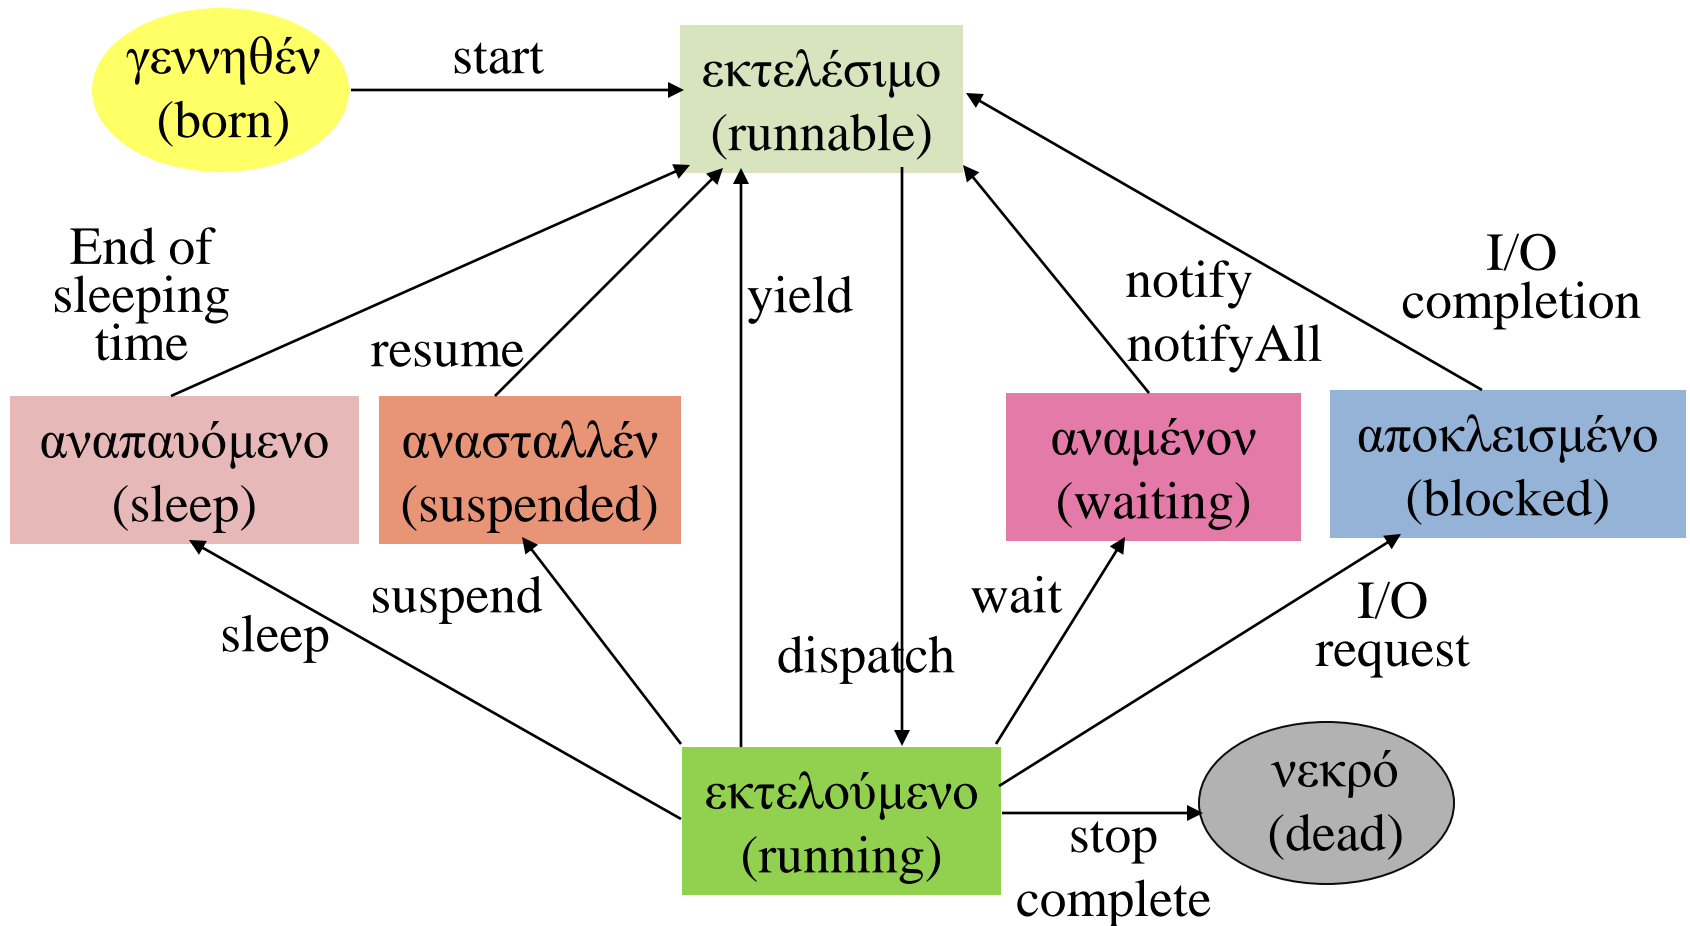 γεννηθέν
(born)
start
εκτελέσιμο
(runnable)
End of
sleeping
time
resume
yield
notify
notifyAll
I/O
completion
αναπαυόμενο
(sleep)
ανασταλλέν
(suspended)
αναμένον
(waiting)
αποκλεισμένο
(blocked)
sleep
suspend
dispatch
wait
I/O
request
εκτελούμενο
(running)
stop
complete
νεκρό
(dead)